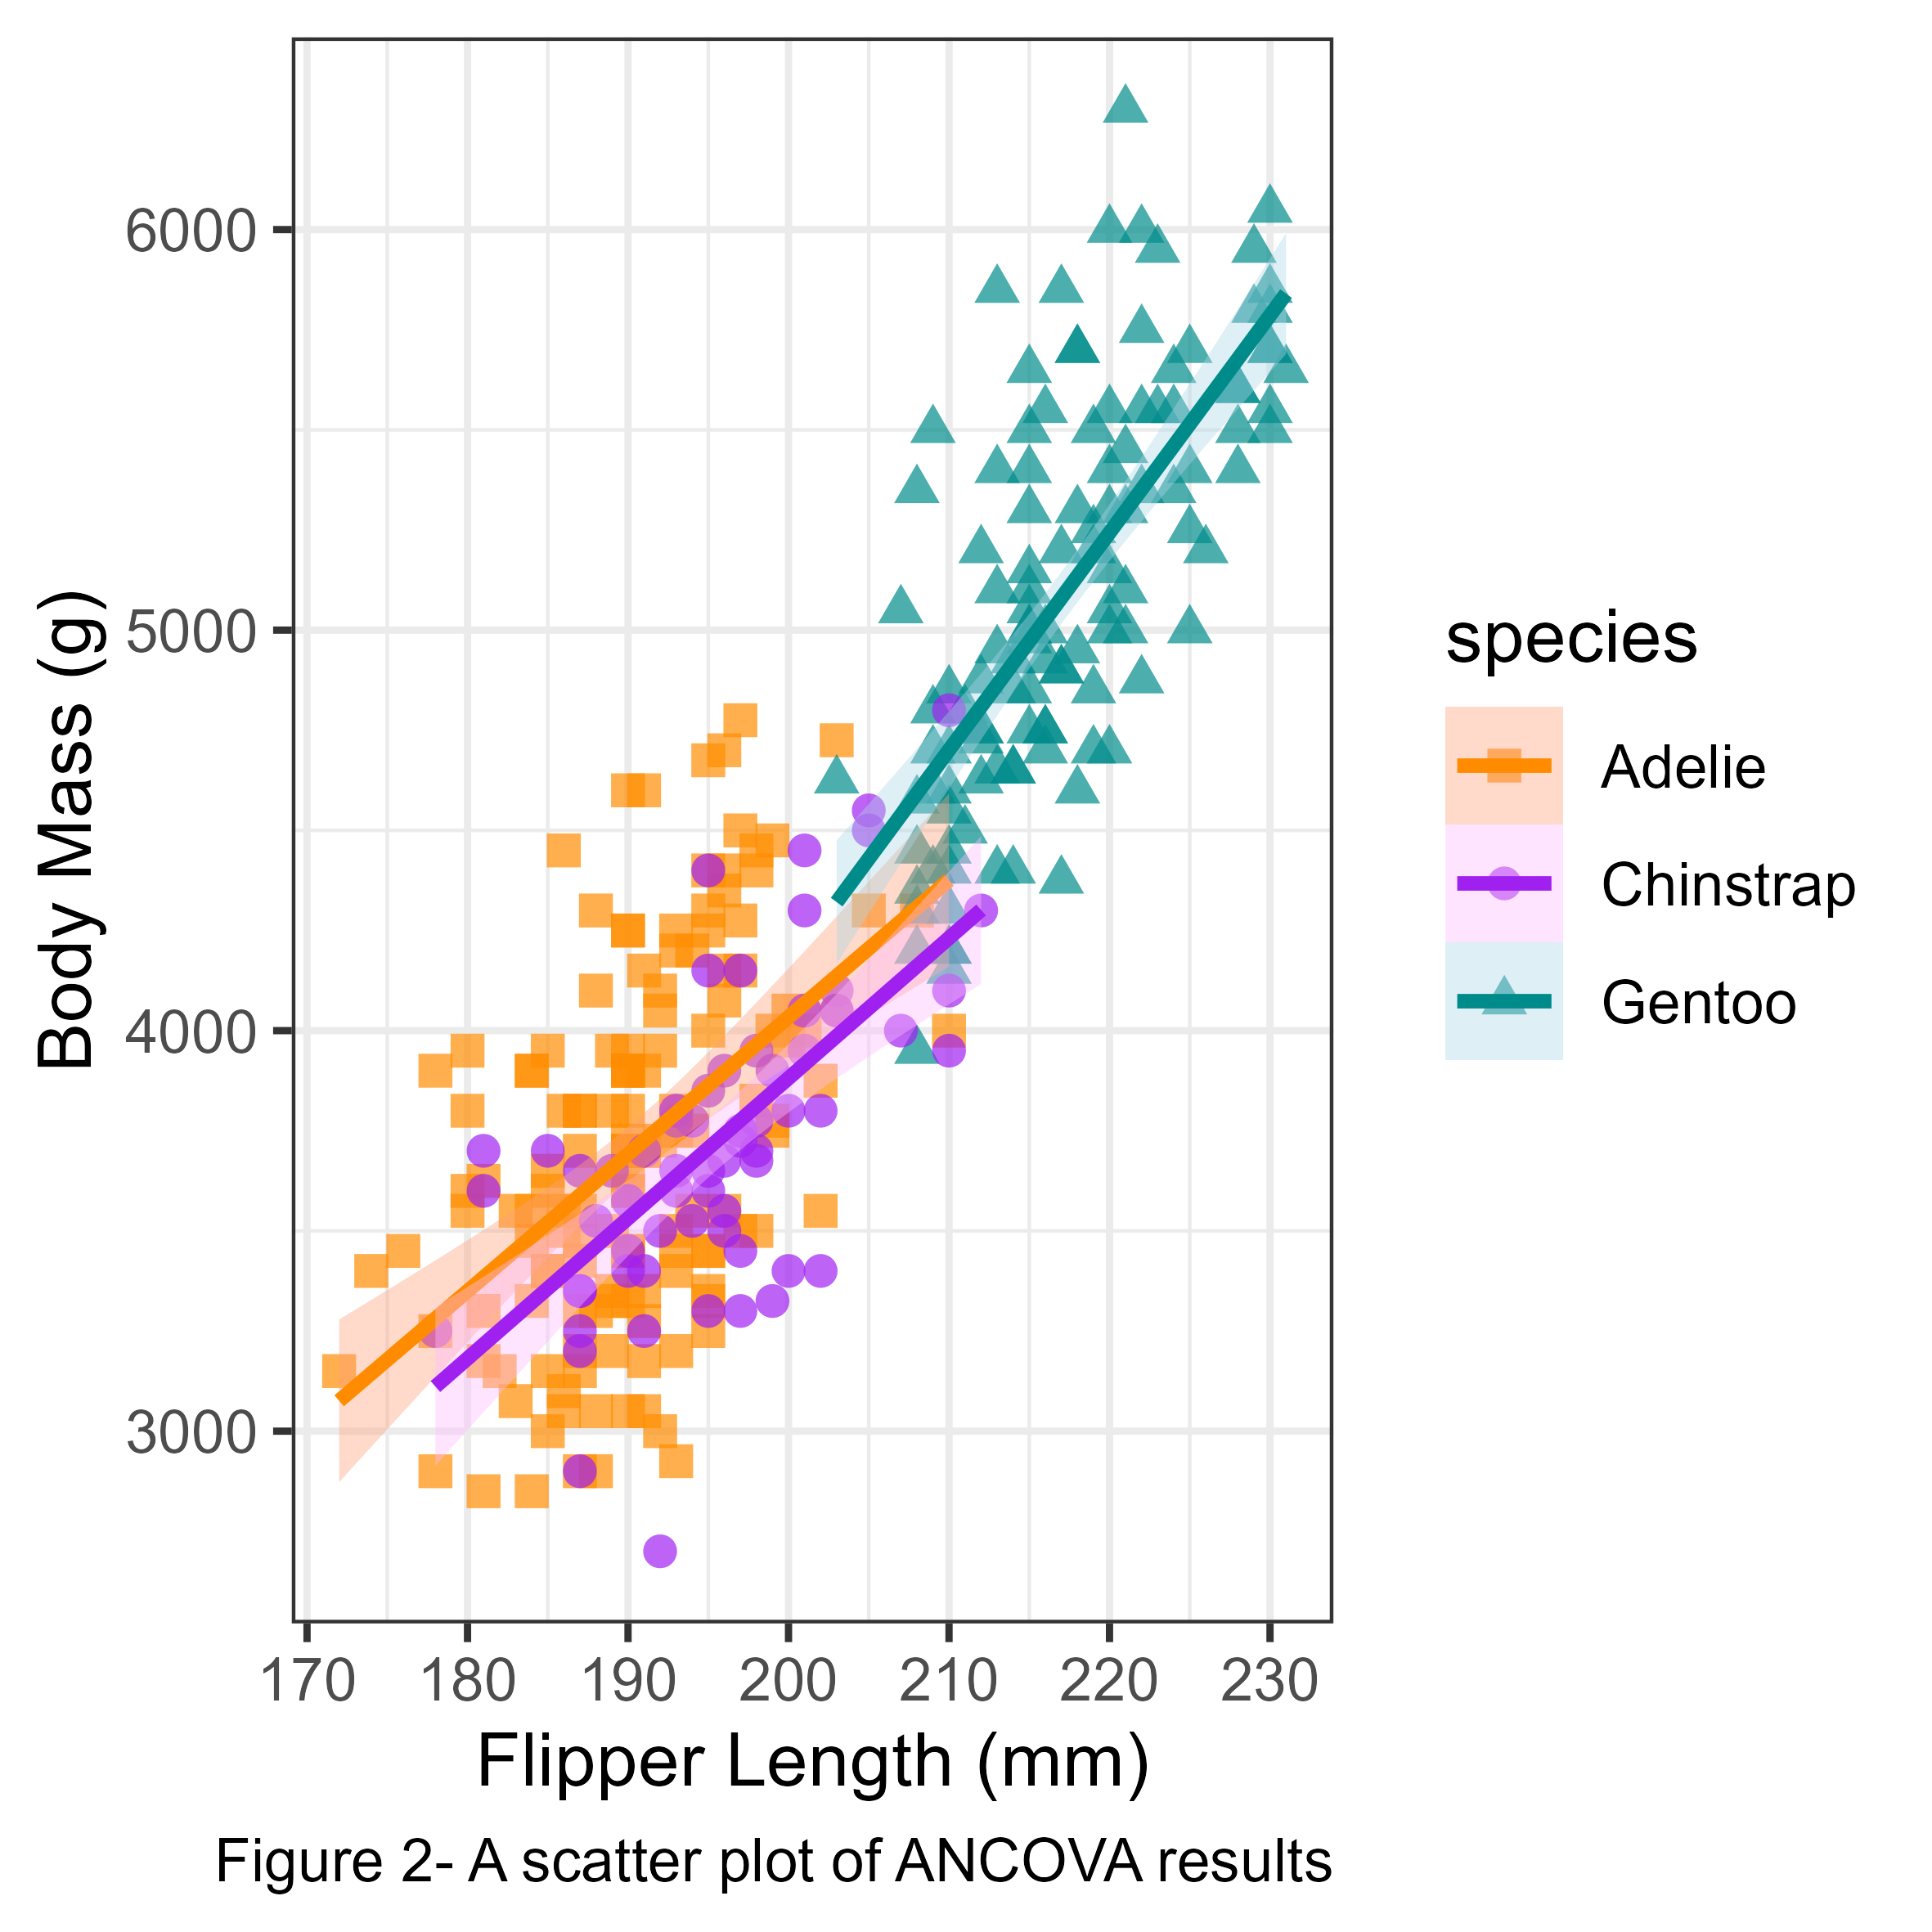 6000
5000
4000
3000
Body Mass (g)
170 180 190 200 210 220 230
Flipper Length (mm)
species
Adelie
Chinstrap
Gentoo
Figure 2- A scatter plot of ANCOVA results